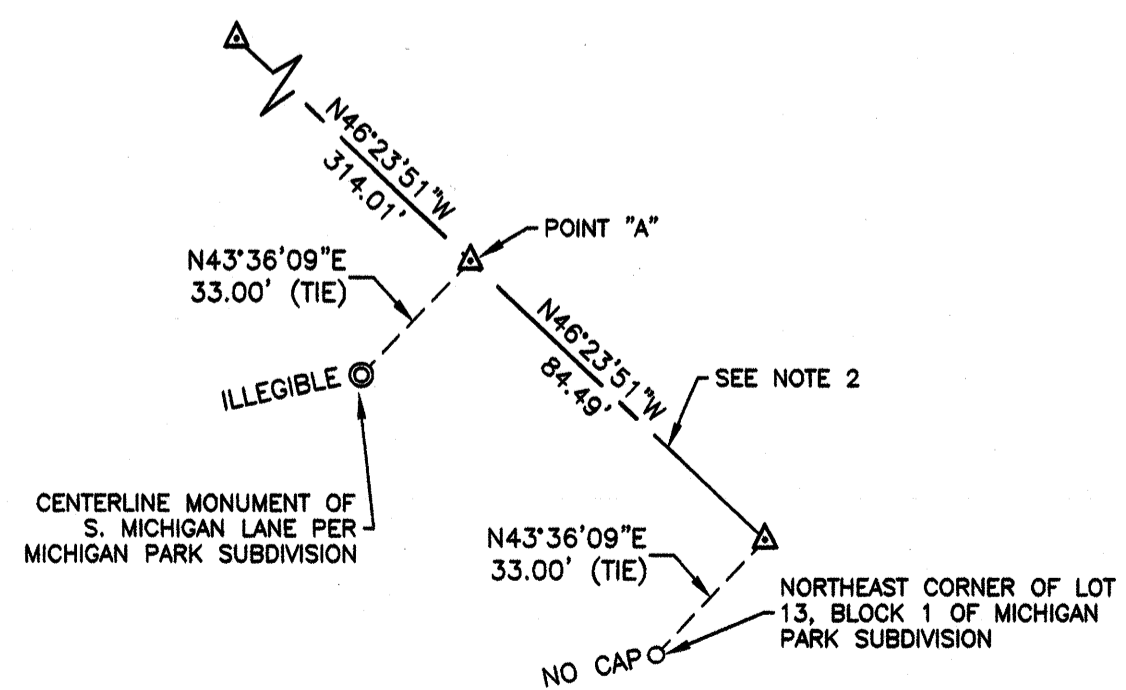 N46°23'51"W
314.01'
POINT "A"
N43°36'09"E
33.00' (TIE)
N46°23'51"W
84.49'
ILLEGIBLE
SEE NOTE 2
CENTERLINE MONUMENT OF
S. MICHIGAN LANE PER
MICHIGAN PARK SUBDIVISION
N43°36'09"E
33.00' (TIE)
NORTHEAST CORNER OF LOT
13, BLOCK 1 OF MICHIGAN
PARK SUBDIVISION
NO CAP